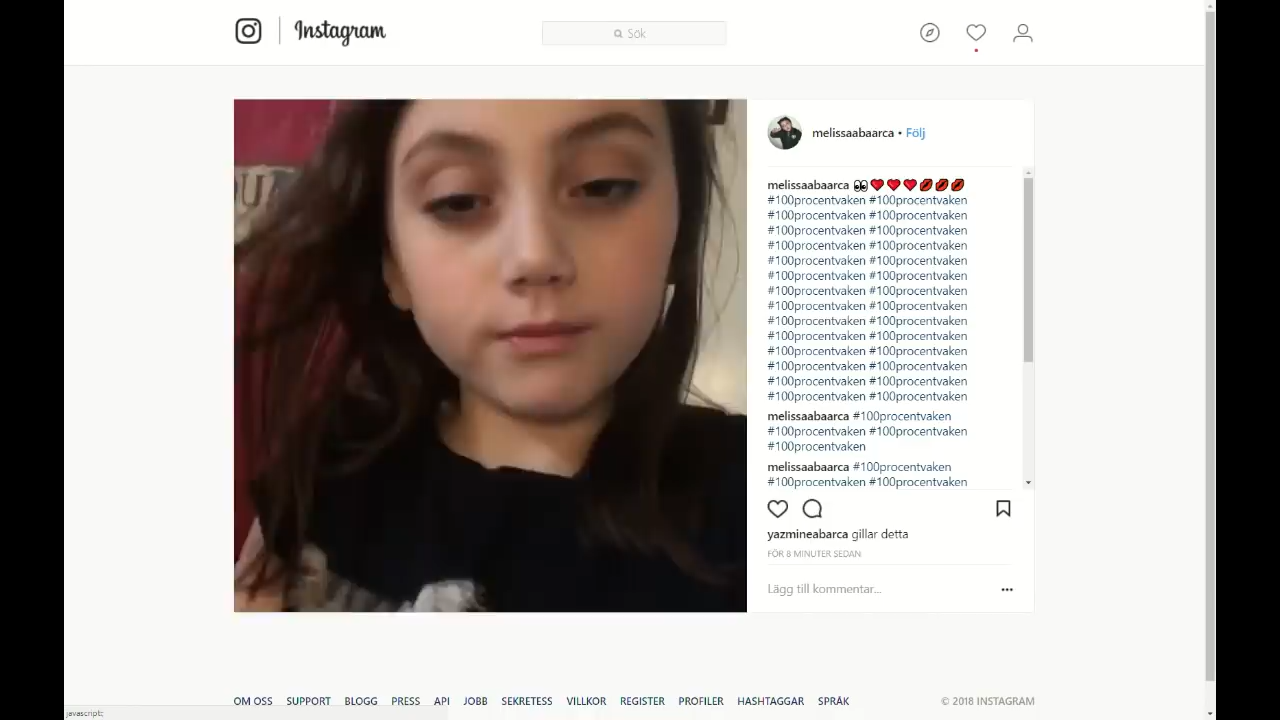 Instagram
Sök
melissaabaarca • Följ
melissaabaarca 👀❤️❤️❤️💋💋💋
#100procentvaken #100procentvaken
#100procentvaken #100procentvaken
#100procentvaken #100procentvaken
#100procentvaken #100procentvaken
#100procentvaken #100procentvaken
#100procentvaken #100procentvaken
#100procentvaken #100procentvaken
#100procentvaken #100procentvaken
#100procentvaken #100procentvaken
#100procentvaken #100procentvaken
#100procentvaken #100procentvaken
#100procentvaken #100procentvaken
#100procentvaken #100procentvaken
#100procentvaken #100procentvaken
melissaabaarca #100procentvaken
#100procentvaken #100procentvaken
#100procentvaken
melissaabaarca #100procentvaken
#100procentvaken #100procentvaken
yazmineabarca gillar detta
FÖR 8 MINUTER SEDAN
Lägg till kommentar...
OM OSS SUPPORT BLOGG PRESS API JOBB SEKRETESS VILLKOR REGISTER PROFILER HASHTAGGAR SPRÅK © 2018 INSTAGRAM
javascript:;